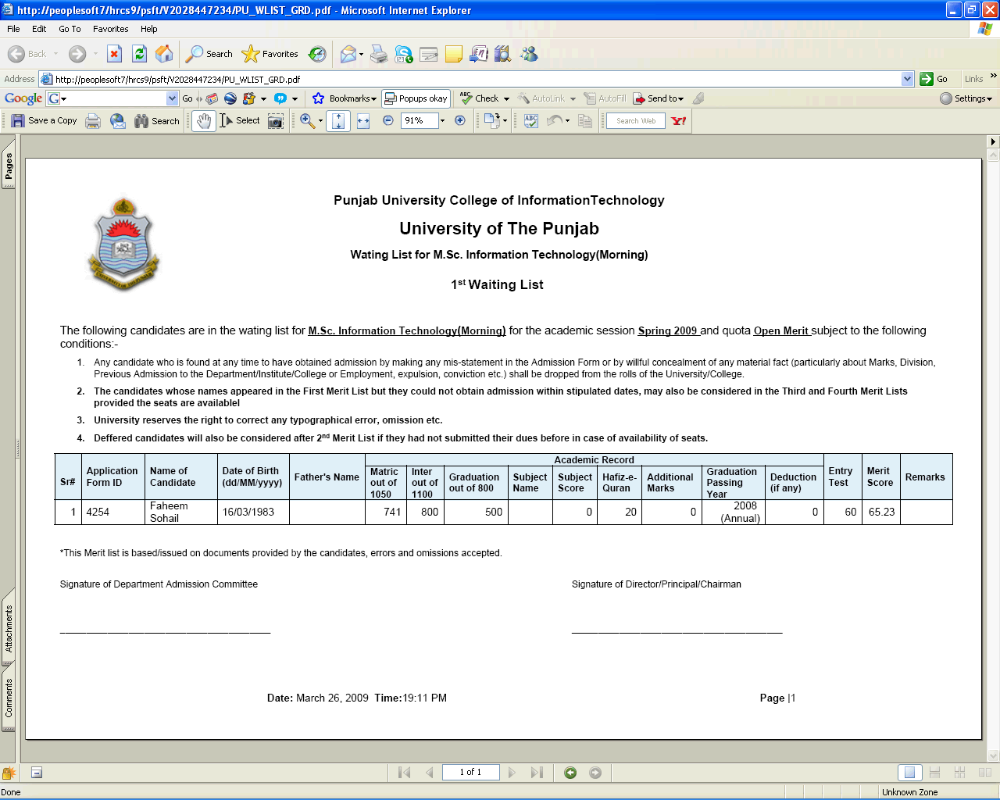 http://peoplesoft7/hrcs9/psft/V2028447234/PU_WLIST_GRD.pdf - Microsoft Internet Explorer
File Edit Go To Favorites Help
Back Search Favorites
Address http://peoplesoft7/hrcs9/psft/V2028447234/PU_WLIST_GRD.pdf Go Links »
Google G Go Bookmarks Popups okay ABC Check AutoLink AutoFill Send to Settings
Save a Copy Search Select 91% ABC Search Web Y!
Pages
Punjab University College of InformationTechnology
University of The Punjab
Wating List for M.Sc. Information Technology(Morning)
1st Waiting List
The following candidates are in the wating list for M.Sc. Information Technology(Morning) for the academic session Spring 2009 and quota Open Merit subject to the following
conditions:-
1. Any candidate who is found at any time to have obtained admission by making any mis-statement in the Admission Form or by willful concealment of any material fact (particularly about Marks, Division,
Previous Admission to the Department/Institute/College or Employment, expulsion, conviction etc.) shall be dropped from the rolls of the University/College.
2. The candidates whose names appeared in the First Merit List but they could not obtain admission within stipulated dates, may also be considered in the Third and Fourth Merit Lists
provided the seats are availablel
3. University reserves the right to correct any typographical error, omission etc.
4. Deffered candidates will also be considered after 2nd Merit List if they had not submitted their dues before in case of availability of seats.
Academic Record
Sr# Application Form ID Name of Candidate Date of Birth (dd/MM/yyyy) Father's Name Matric out of 1050 Inter out of 1100 Graduation out of 800 Subject Name Subject Score Hafiz-e-Quran Additional Marks Graduation Passing Year Deduction (if any) Entry Test Merit Score Remarks
1 4254 Faheem Sohail 16/03/1983 741 800 500 0 20 0 2008 (Annual) 0 60 65.23
*This Merit list is based/issued on documents provided by the candidates, errors and omissions accepted.
Signature of Department Admission Committee Signature of Director/Principal/Chairman
Attachments
Comments
Date: March 26, 2009 Time:19:11 PM Page |1
1 of 1
Done Unknown Zone